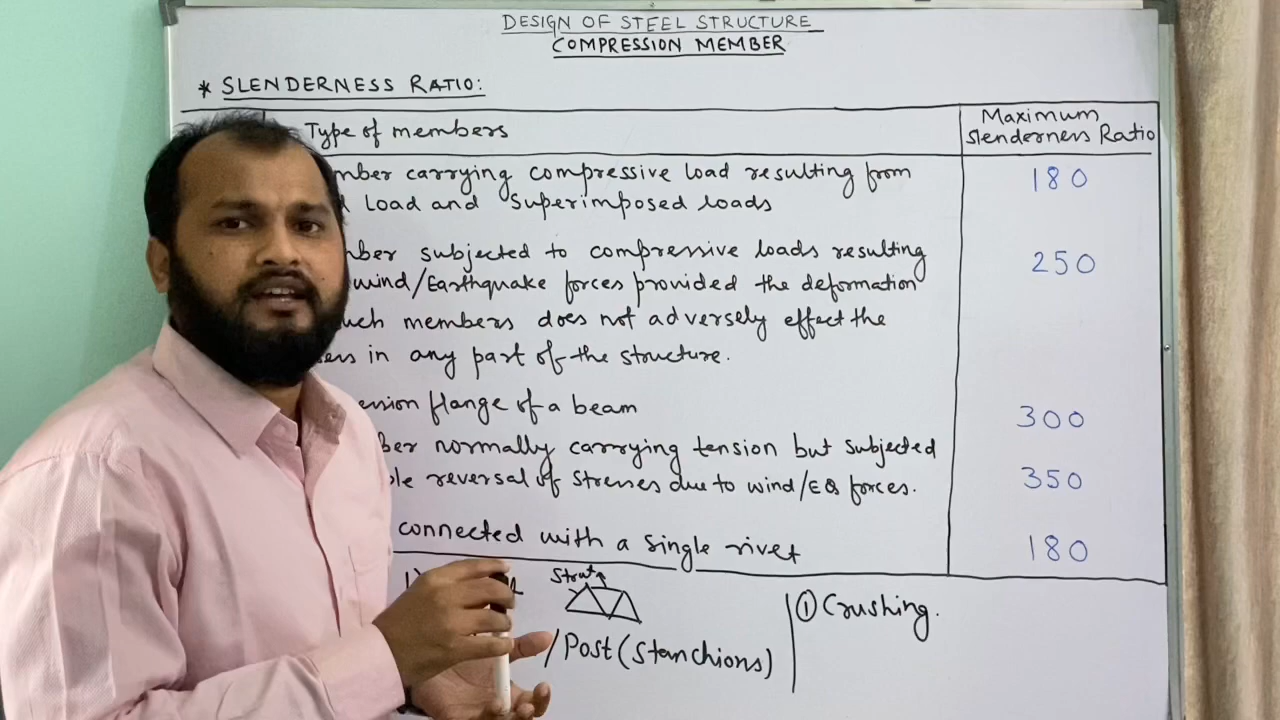 DESIGN OF STEEL STRUCTURE
COMPRESSION MEMBER
* SLENDERNESS RATIO:
Type of members
Maximum
Slenderness Ratio
mber carrying compressive load resulting from
180
Load and Superimposed loads
ber subjected to compressive loads resulting
250
wind/Earthquake forces provided the deformation
uch members does not adversely effect the
in any part of the structure.
ension flange of a beam
300
ber normally carrying tension but subjected
reversal of stresses due to wind/EQ forces.
350
connected with a single rivet
180
Strut
① Crushing.
/Post (Stanchions)